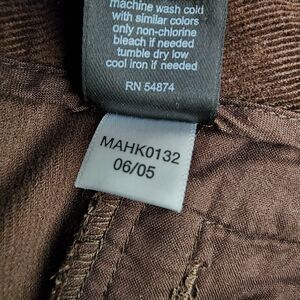 machine wash cold
with similar colors
only non-chlorine
bleach if needed
tumble dry low
cool iron if needed
RN 54874
MAHK0132
06/05